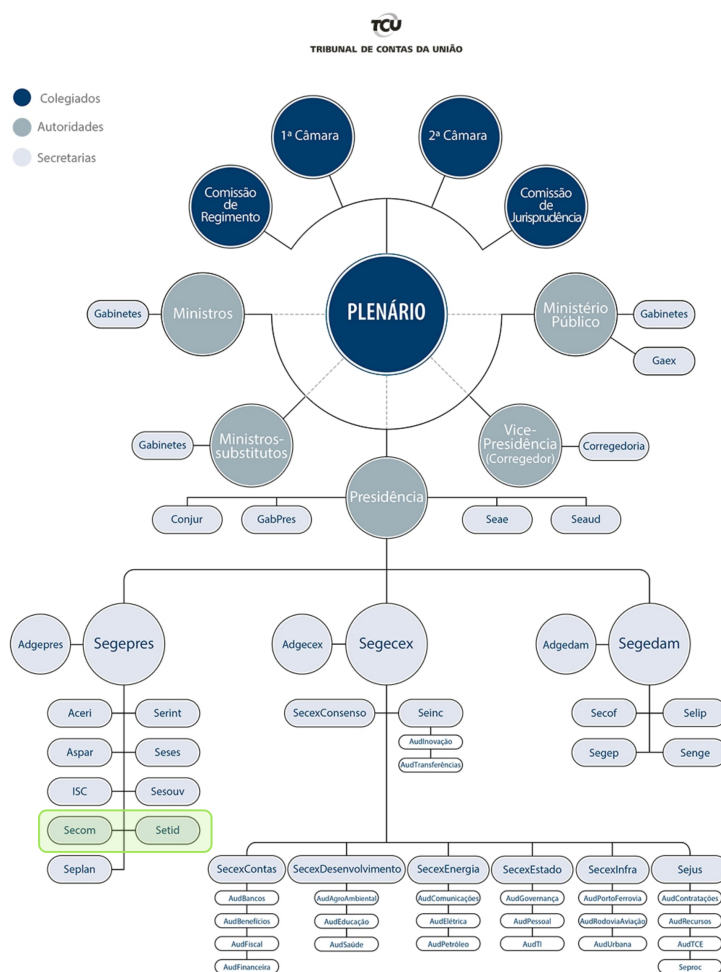 TCU
TRIBUNAL DE CONTAS DA UNIÃO
Colegiados
Autoridades
Secretarias
1ª Câmara
2ª Câmara
Comissão
de
Regimento
Comissão
de
Jurisprudência
PLENÁRIO
Gabinetes
Ministros
Ministério
Público
Gabinetes
Gaex
Gabinetes
Ministros-
substitutos
Vice-
Presidência
(Corregedor)
Corregedoria
Presidência
Conjur
GabPres
Seae
Seaud
Adgepres
Segepres
Adgecex
Segecex
Adgedam
Segedam
Aceri
Serint
Aspar
Seses
ISC
Sesouv
Secom
Setid
Seplan
SecexConsenso
Seinc
AudInovação
AudTransferências
Secof
Selip
Segep
Senge
SecexContas
AudBancos
AudBenefícios
AudFiscal
AudFinanceira
SecexDesenvolvimento
AudAgroAmbiental
AudEducação
AudSaúde
SecexEnergia
AudComunicações
AudElétrica
AudPetróleo
SecexEstado
AudGovernança
AudPessoal
AudTI
SecexInfra
AudPortoFerrovia
AudRodoviaAviação
AudUrbana
Sejus
AudContratações
AudRecursos
AudTCE
Seproc